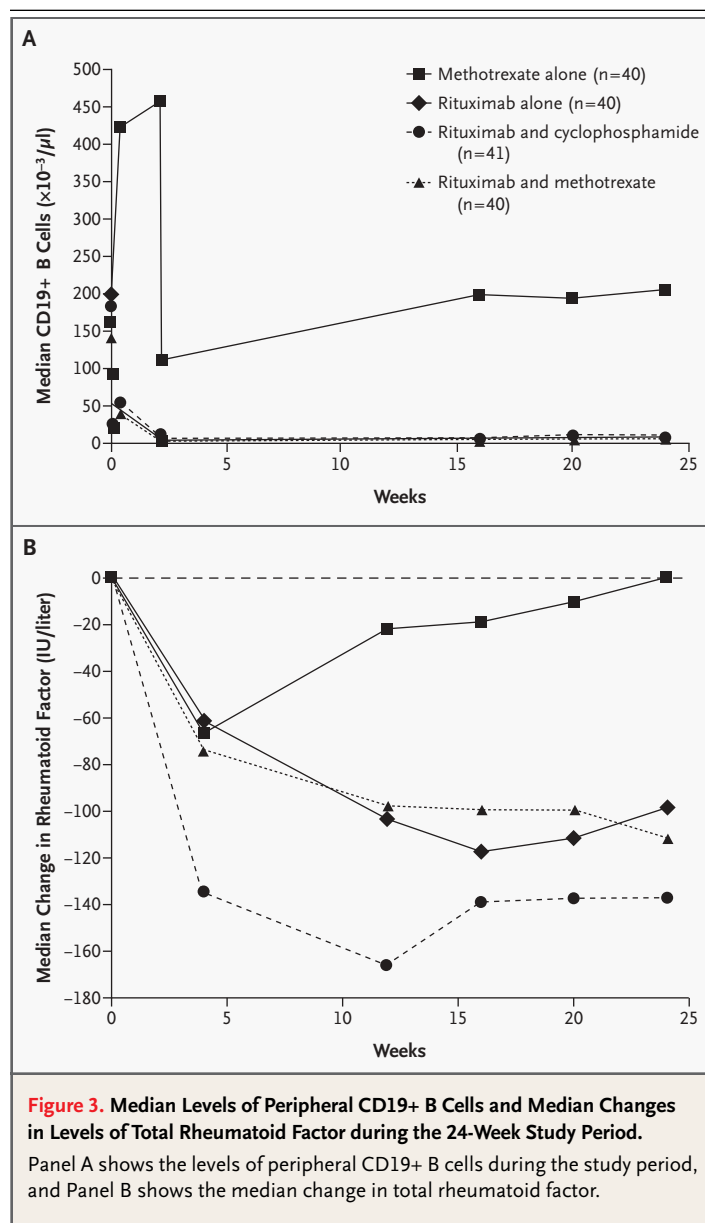 A
Median CD19+ B Cells (×10⁻³/µl)
500
450
400
350
300
250
200
150
100
50
0
Methotrexate alone (n=40)
Rituximab alone (n=40)
Rituximab and cyclophosphamide
(n=41)
Rituximab and methotrexate
(n=40)
0 5 10 15 20 25
Weeks
B
Median Change in Rheumatoid Factor (IU/liter)
0
−20
−40
−60
−80
−100
−120
−140
−160
−180
0 5 10 15 20 25
Weeks
Figure 3. Median Levels of Peripheral CD19+ B Cells and Median Changes
in Levels of Total Rheumatoid Factor during the 24-Week Study Period.
Panel A shows the levels of peripheral CD19+ B cells during the study period,
and Panel B shows the median change in total rheumatoid factor.